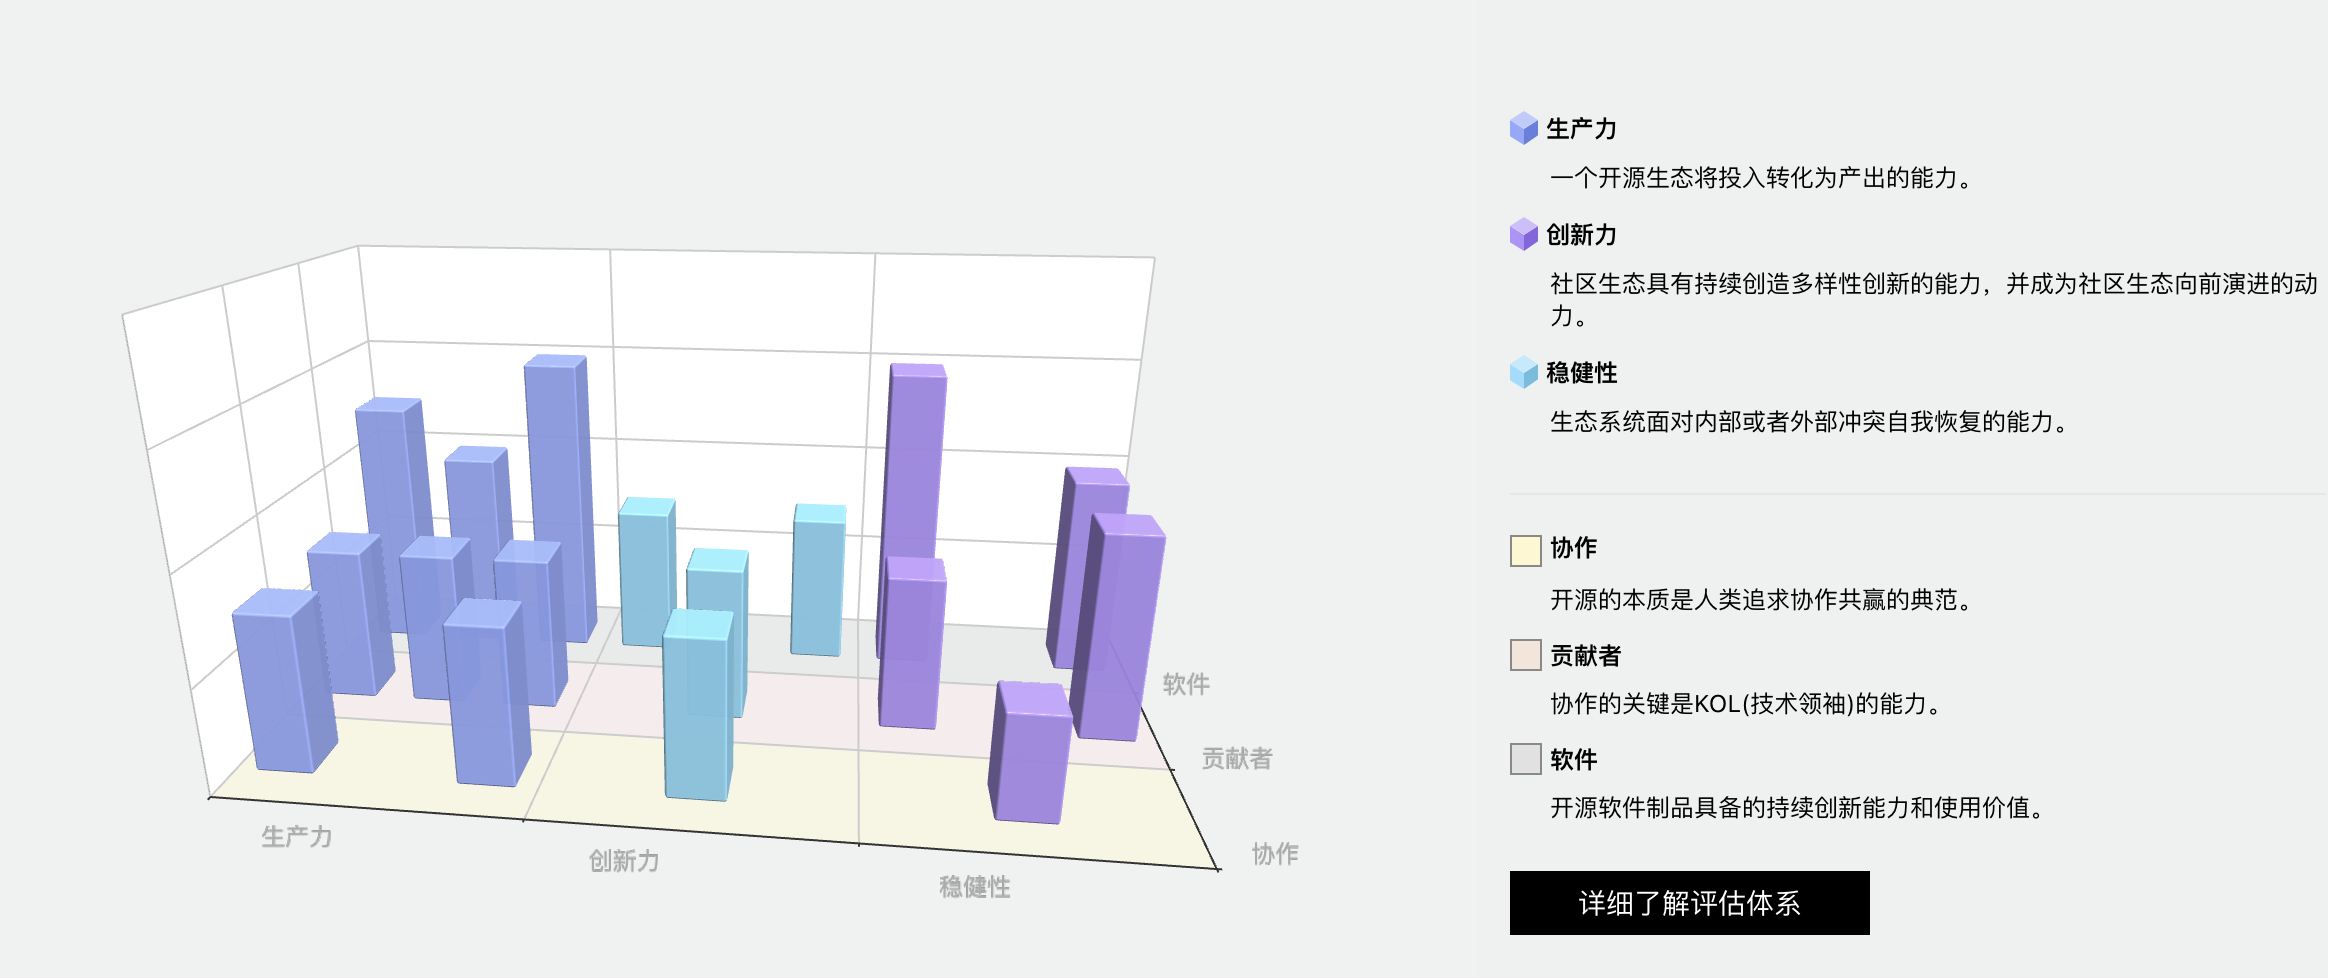 生产力
创新力
稳健性
软件
贡献者
协作
生产力
一个开源生态将投入转化为产出的能力。
创新力
社区生态具有持续创造多样性创新的能力，并成为社区生态向前演进的动
力。
稳健性
生态系统面对内部或者外部冲突自我恢复的能力。
协作
开源的本质是人类追求协作共赢的典范。
贡献者
协作的关键是KOL(技术领袖)的能力。
软件
开源软件制品具备的持续创新能力和使用价值。
详细了解评估体系